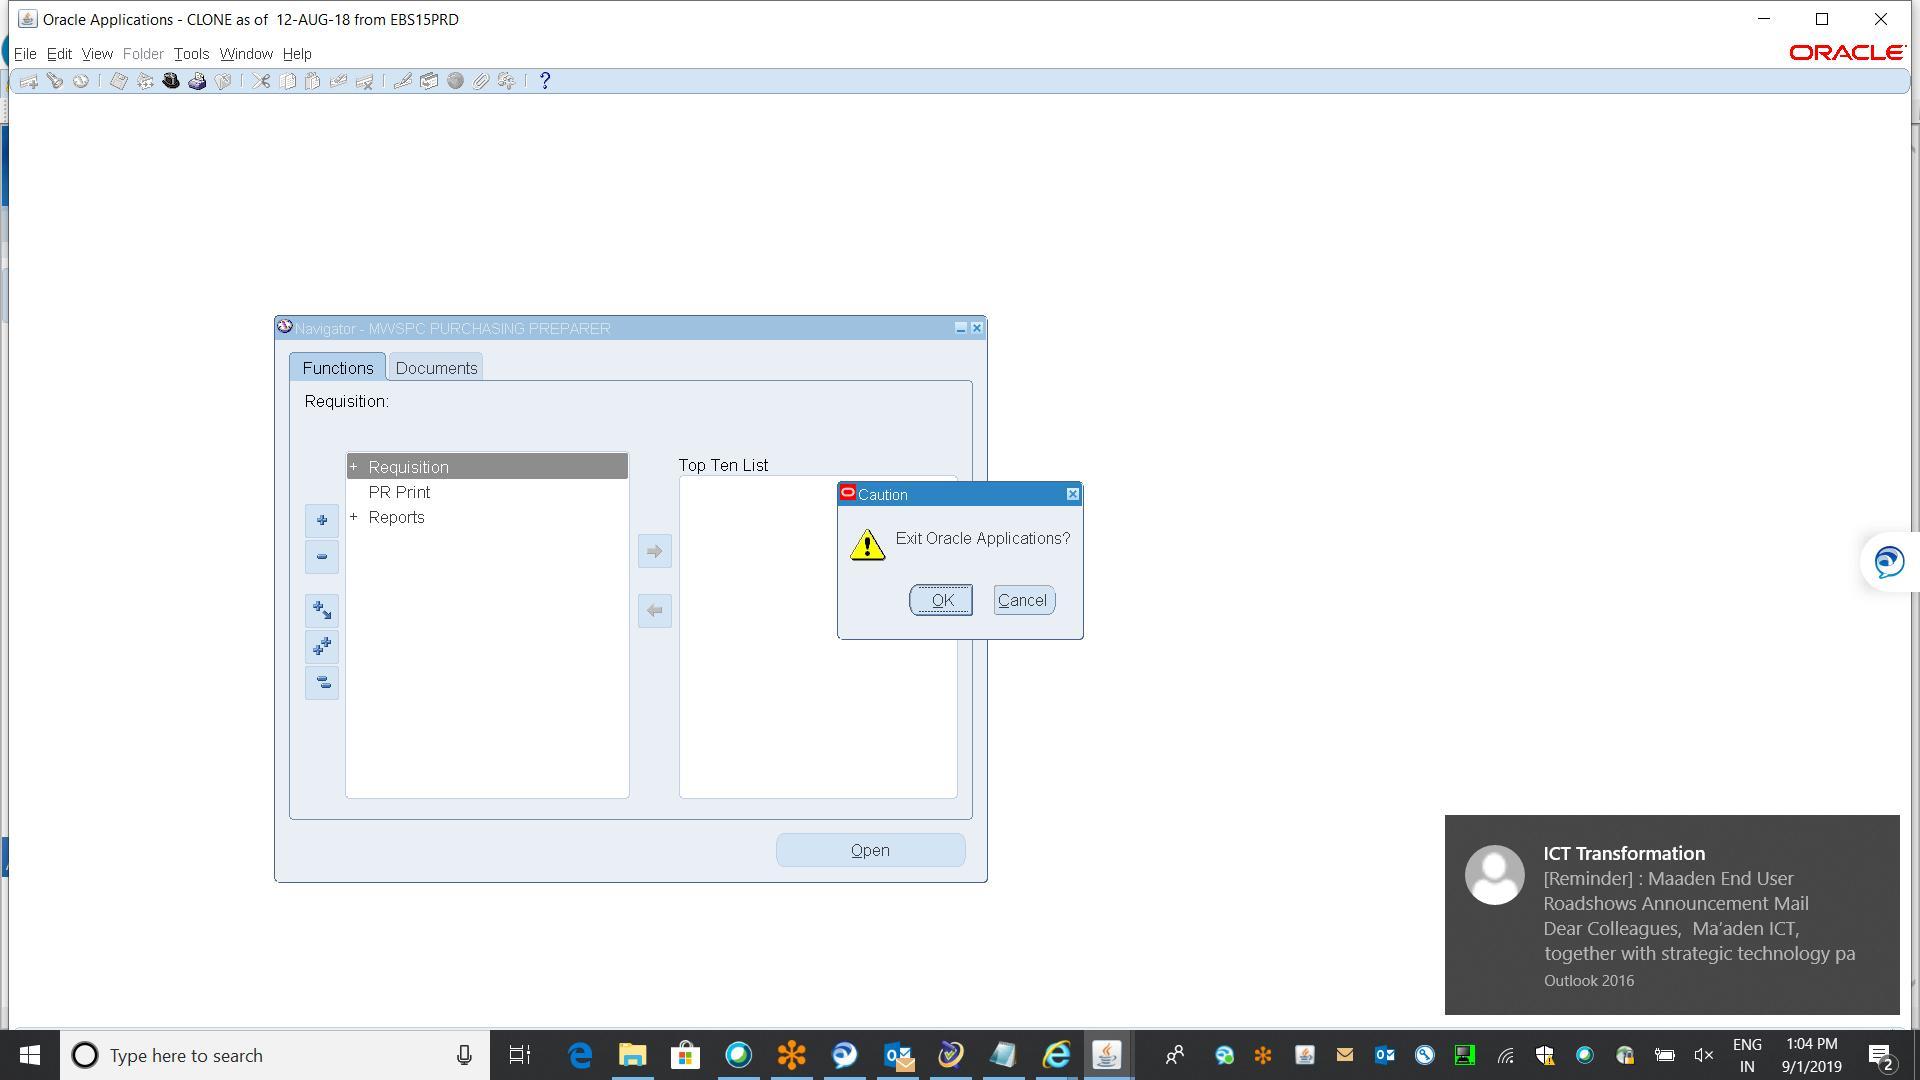 Oracle Applications - CLONE as of  12-AUG-18 from EBS15PRD
File Edit View Folder Tools Window Help
ORACLE
?
Navigator - MWSPC PURCHASING PREPARER
Functions Documents
Requisition:
+ Requisition
PR Print
+ Reports
Top Ten List
Caution
Exit Oracle Applications?
OK Cancel
Open
ICT Transformation
[Reminder] : Maaden End User
Roadshows Announcement Mail
Dear Colleagues,  Ma'aden ICT,
together with strategic technology pa
Outlook 2016
Type here to search
ENG
IN
1:04 PM
9/1/2019
2